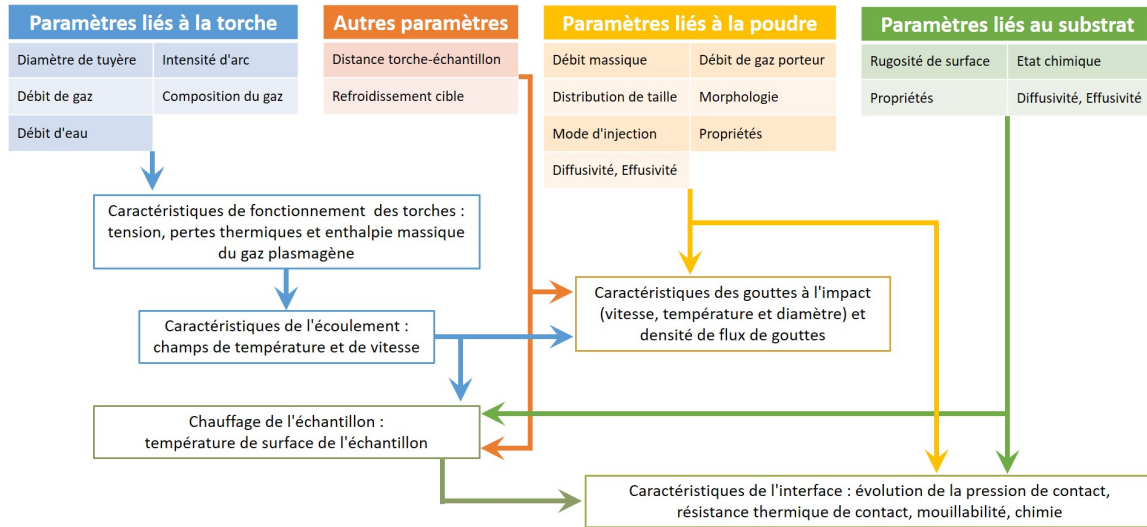 Paramètres liés à la torche
Diamètre de tuyère
Intensité d'arc
Débit de gaz
Composition du gaz
Débit d'eau
Autres paramètres
Distance torche-échantillon
Refroidissement cible
Paramètres liés à la poudre
Débit massique
Débit de gaz porteur
Distribution de taille
Morphologie
Mode d'injection
Propriétés
Diffusivité, Effusivité
Paramètres liés au substrat
Rugosité de surface
Etat chimique
Propriétés
Diffusivité, Effusivité
Caractéristiques de fonctionnement des torches :
tension, pertes thermiques et enthalpie massique
du gaz plasmagène
Caractéristiques des gouttes à l'impact
(vitesse, température et diamètre) et
densité de flux de gouttes
Caractéristiques de l'écoulement :
champs de température et de vitesse
Chauffage de l'échantillon :
température de surface de l'échantillon
Caractéristiques de l'interface : évolution de la pression de contact,
résistance thermique de contact, mouillabilité, chimie